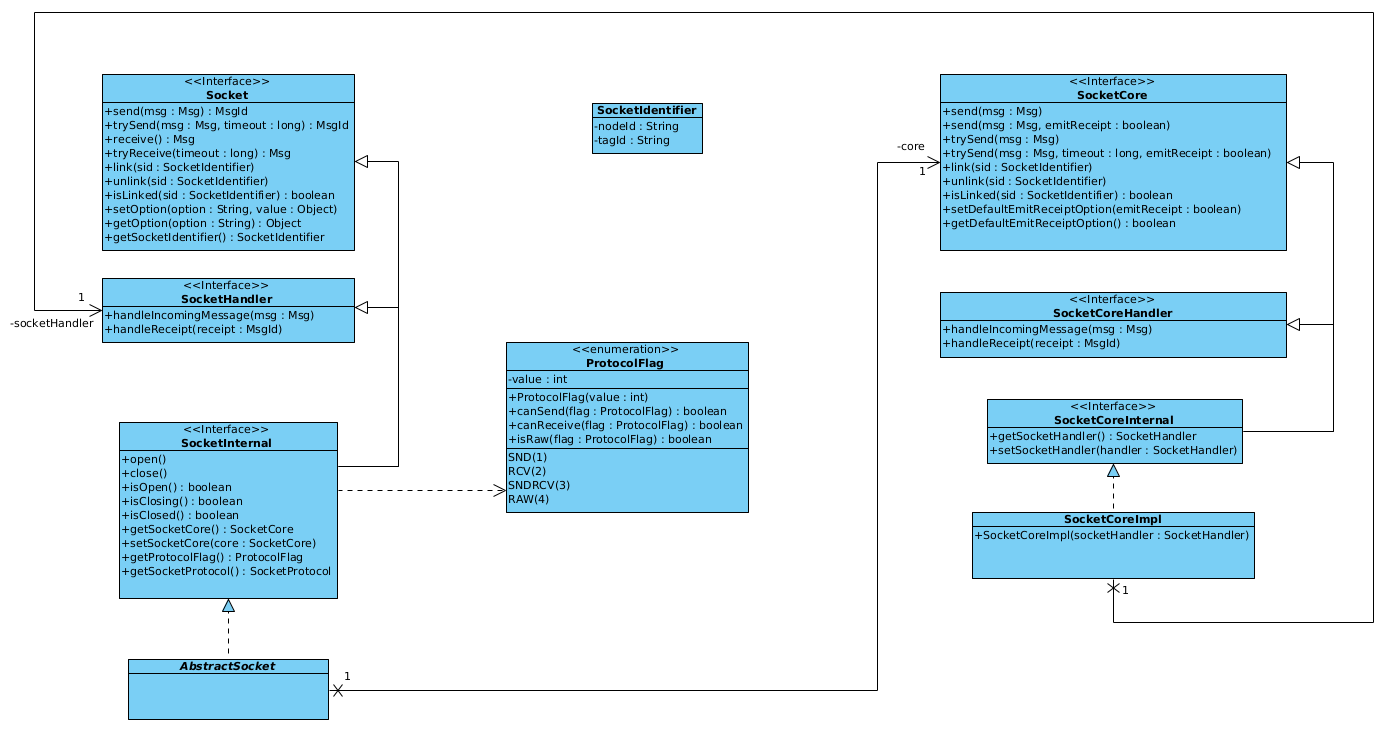 <<Interface>>
Socket
+send(msg : Msg) : MsgId
+trySend(msg : Msg, timeout : long) : MsgId
+receive() : Msg
+tryReceive(timeout : long) : Msg
+link(sid : SocketIdentifier)
+unlink(sid : SocketIdentifier)
+isLinked(sid : SocketIdentifier) : boolean
+setOption(option : String, value : Object)
+getOption(option : String) : Object
+getSocketIdentifier() : SocketIdentifier
SocketIdentifier
-nodeId : String
-tagId : String
<<Interface>>
SocketCore
+send(msg : Msg)
+send(msg : Msg, emitReceipt : boolean)
+trySend(msg : Msg)
+trySend(msg : Msg, timeout : long, emitReceipt : boolean)
+link(sid : SocketIdentifier)
+unlink(sid : SocketIdentifier)
+isLinked(sid : SocketIdentifier) : boolean
+setDefaultEmitReceiptOption(emitReceipt : boolean)
+getDefaultEmitReceiptOption() : boolean
-core
1
1
-socketHandler
<<Interface>>
SocketHandler
+handleIncomingMessage(msg : Msg)
+handleReceipt(receipt : MsgId)
<<Interface>>
SocketCoreHandler
+handleIncomingMessage(msg : Msg)
+handleReceipt(receipt : MsgId)
<<enumeration>>
ProtocolFlag
-value : int
+ProtocolFlag(value : int)
+canSend(flag : ProtocolFlag) : boolean
+canReceive(flag : ProtocolFlag) : boolean
+isRaw(flag : ProtocolFlag) : boolean
SND(1)
RCV(2)
SNDRCV(3)
RAW(4)
<<Interface>>
SocketCoreInternal
+getSocketHandler() : SocketHandler
+setSocketHandler(handler : SocketHandler)
<<Interface>>
SocketInternal
+open()
+close()
+isOpen() : boolean
+isClosing() : boolean
+isClosed() : boolean
+getSocketCore() : SocketCore
+setSocketCore(core : SocketCore)
+getProtocolFlag() : ProtocolFlag
+getSocketProtocol() : SocketProtocol
SocketCoreImpl
+SocketCoreImpl(socketHandler : SocketHandler)
1
AbstractSocket
1